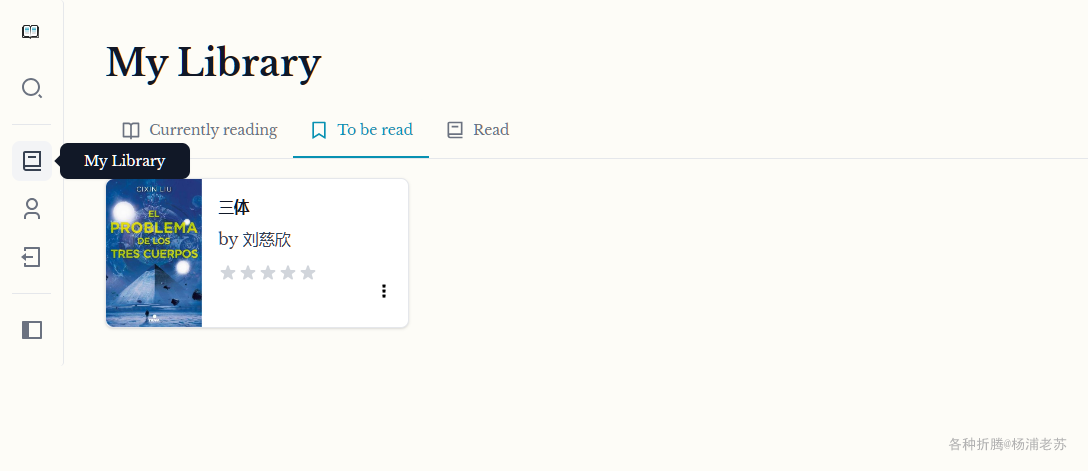 My Library
Currently reading
To be read
Read
My Library
CIXIN LIU
EL
PROBLEMA
DE LOS
TRES CUERPOS
三体
by 刘慈欣
各种折腾@杨浦老苏